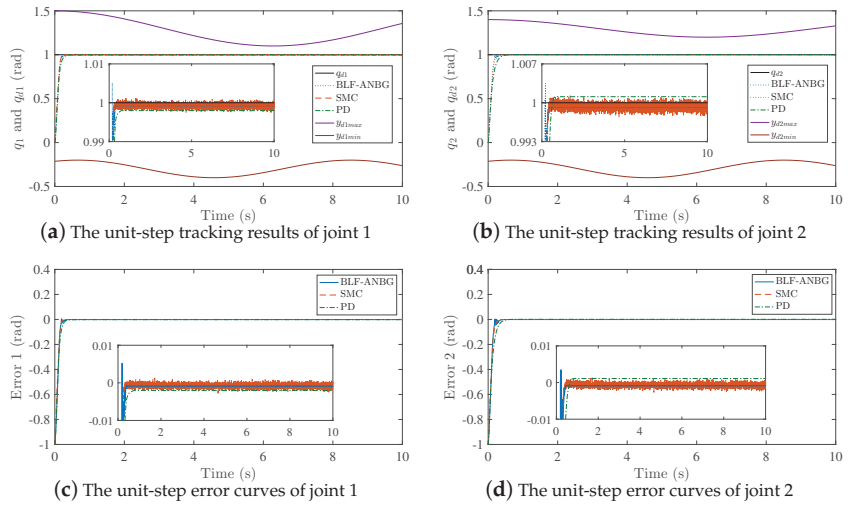 1.5
1
0.5
0
-0.5
q1 and qd1 (rad)
1.01
1
0.99
0 5 10
qd1
BLF-ANBG
SMC
PD
yd1max
yd1min
0 2 4 6 8 10
Time (s)
(a) The unit-step tracking results of joint 1
1.5
1
0.5
0
-0.5
q2 and qd2 (rad)
1.007
1
0.993
0 5 10
qd2
BLF-ANBG
SMC
PD
yd2max
yd2min
0 2 4 6 8 10
Time (s)
(b) The unit-step tracking results of joint 2
0.4
0.2
0
-0.2
-0.4
-0.6
-0.8
-1
Error 1 (rad)
BLF-ANBG
SMC
PD
0.01
0
-0.01
0 2 4 6 8 10
0 2 4 6 8 10
Time (s)
(c) The unit-step error curves of joint 1
0.4
0.2
0
-0.2
-0.4
-0.6
-0.8
-1
Error 2 (rad)
BLF-ANBG
SMC
PD
0.01
0
-0.01
0 2 4 6 8 10
0 2 4 6 8 10
Time (s)
(d) The unit-step error curves of joint 2